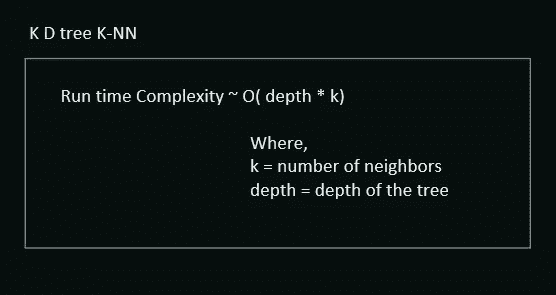 K D tree K-NN
Run time Complexity ~ O( depth * k)
Where,
k = number of neighbors
depth = depth of the tree